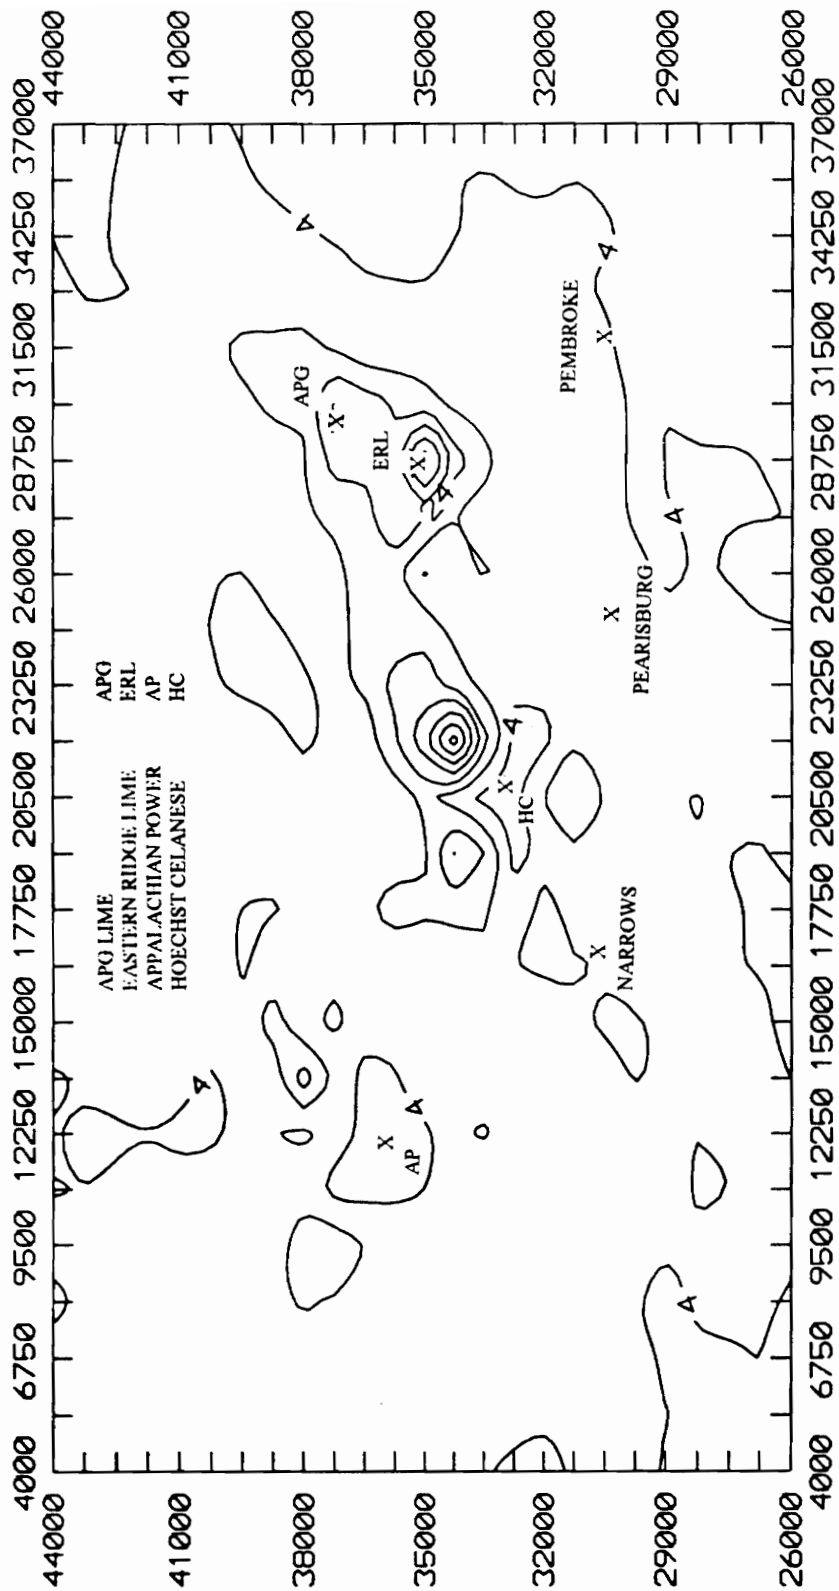 4000 6750 9500 12250 15000 17750 20500 23250 26000 28750 31500 34250 37000
44000 44000
41000 41000
38000 38000
35000 35000
32000 32000
29000 29000
26000 26000
APG LIME APG
EASTERN RIDGE LIME ERL
APPALACHIAN POWER AP
HOECHST CELANESE HC
4
4
APG
X
ERL
X
24
X
AP
4
4
X
HC
PEMBROKE
X
4
X
NARROWS
X
PEARISBURG
4
4
4000 6750 9500 12250 15000 17750 20500 23250 26000 28750 31500 34250 37000